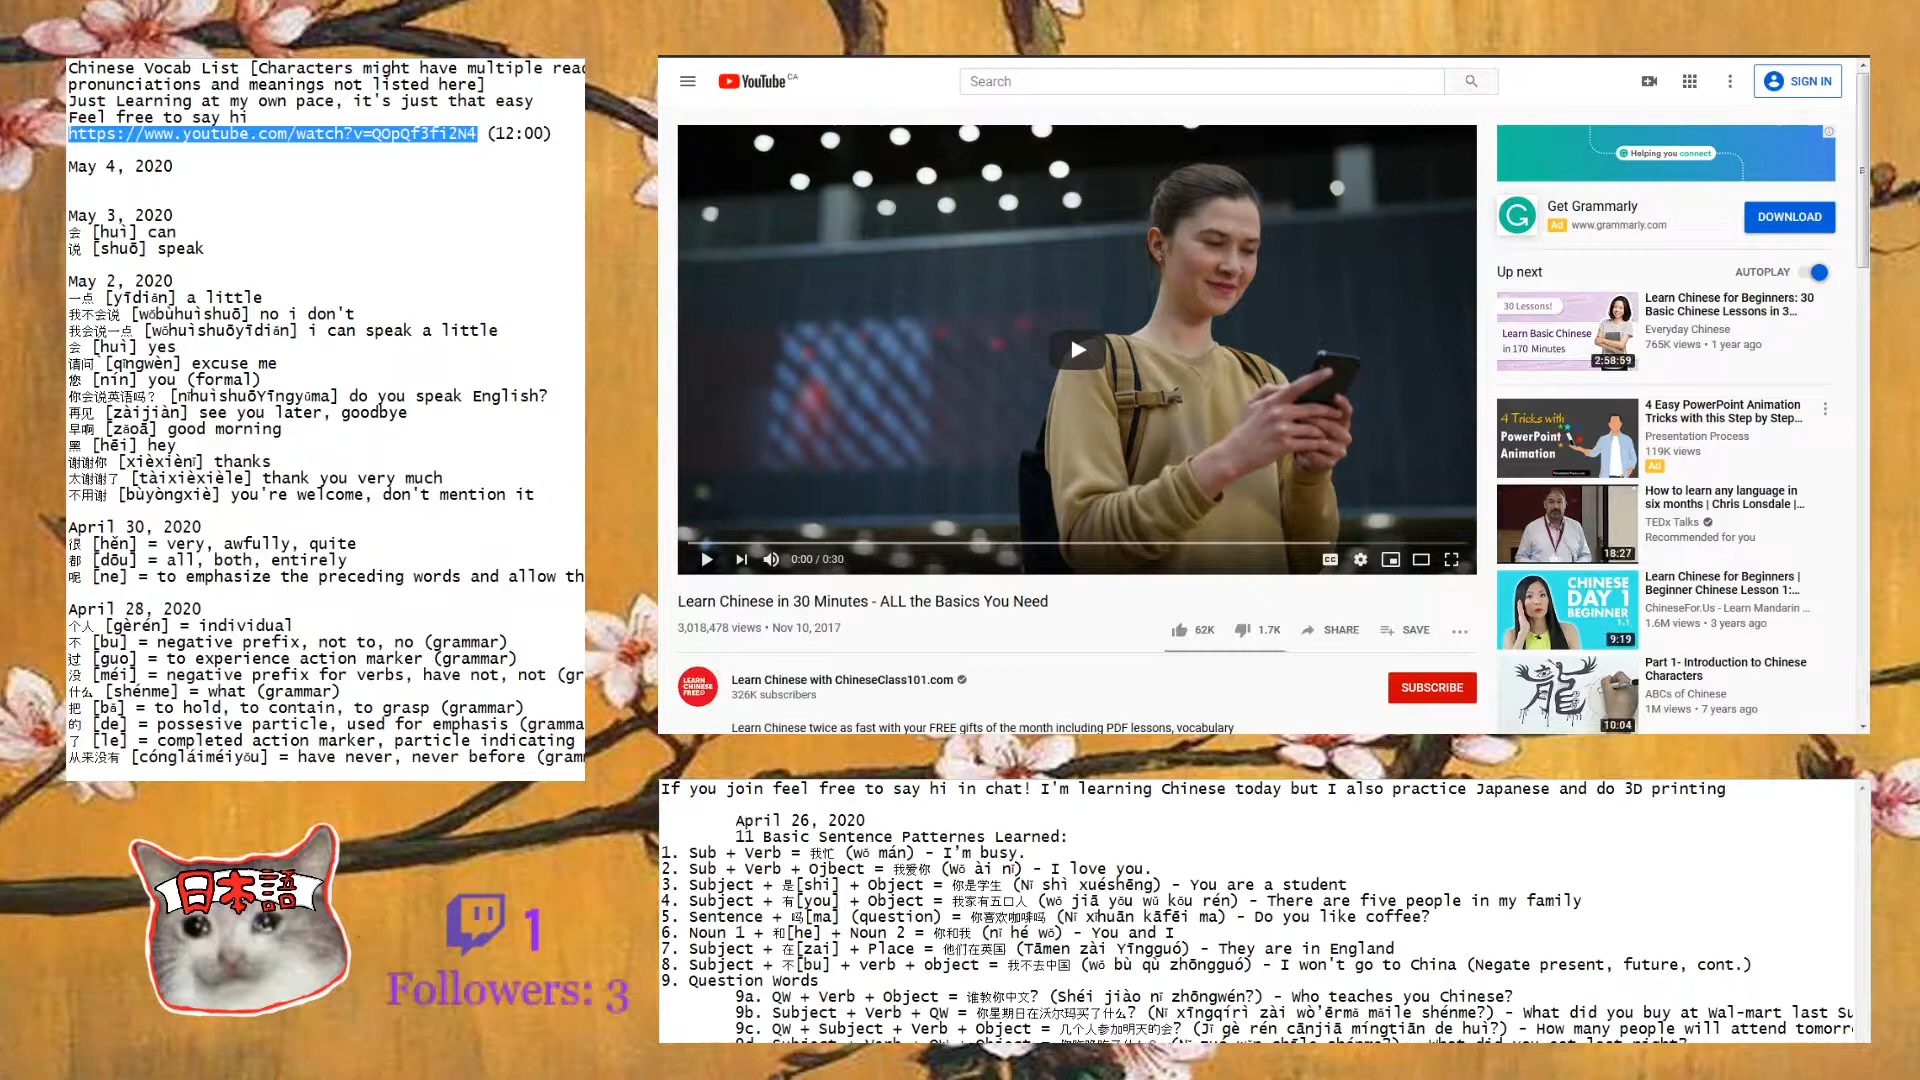 Chinese Vocab List [Characters might have multiple
pronunciations and meanings not listed here]
Just Learning at my own pace, it's just that easy
Feel free to say hi
https://www.youtube.com/watch?v=QOpQf3fi2N4 (12:00)
May 4, 2020
May 3, 2020
会 [huì] can
说 [shuō] speak
May 2, 2020
一点 [yīdiǎn] a little
我不会说 [wǒbùhuìshuō] no i don't
我会说一点 [wǒhuìshuōyīdiǎn] i can speak a little
会 [huì] yes
请问 [qǐngwèn] excuse me
您 [nín] you (formal)
你会说英语吗? [nǐhuìshuōYīngyǔma] do you speak English?
再见 [zàijiàn] see you later, goodbye
早啊 [zǎoā] good morning
黑 [hēi] hey
谢谢你 [xièxiènǐ] thanks
太谢谢了 [tàixièxièle] thank you very much
不用谢 [bùyòngxiè] you're welcome, don't mention it
April 30, 2020
很 [hěn] = very, awfully, quite
都 [dōu] = all, both, entirely
呢 [ne] = to emphasize the preceding words and allow th
April 28, 2020
个人 [gèrén] = individual
不 [bu] = negative prefix, not to, no (grammar)
过 [guo] = to experience action marker (grammar)
没 [méi] = negative prefix for verbs, have not, not (gr
什么 [shénme] = what (grammar)
把 [bǎ] = to hold, to contain, to grasp (grammar)
的 [de] = possesive particle, used for emphasis (gramma
了 [le] = completed action marker, particle indicating
从来没有 [cóngláiméiyǒu] = have never, never before (gram
日本語
1
Followers: 3
YouTube CA
Search
SIGN IN
0:00 / 0:30
Learn Chinese in 30 Minutes - ALL the Basics You Need
3,018,478 views • Nov 10, 2017
62K 1.7K SHARE SAVE
LEARN CHINESE FREE
Learn Chinese with ChineseClass101.com
326K subscribers
SUBSCRIBE
Learn Chinese twice as fast with your FREE gifts of the month including PDF lessons, vocabulary
Helping you connect
Get Grammarly
Ad www.grammarly.com
DOWNLOAD
Up next
AUTOPLAY
30 Lessons!
Learn Basic Chinese
in 170 Minutes
2:58:59
Learn Chinese for Beginners: 30
Basic Chinese Lessons in 3...
Everyday Chinese
765K views • 1 year ago
4 Tricks with
PowerPoint
Animation
4 Easy PowerPoint Animation
Tricks with this Step by Step...
Presentation Process
119K views
Ad
18:27
How to learn any language in
six months | Chris Lonsdale |...
TEDx Talks
Recommended for you
CHINESE
DAY 1
BEGINNER
1.1
9:19
Learn Chinese for Beginners |
Beginner Chinese Lesson 1:...
ChineseFor.Us - Learn Mandarin ...
1.6M views • 3 years ago
龍
10:04
Part 1- Introduction to Chinese
Characters
ABCs of Chinese
1M views • 7 years ago
If you join feel free to say hi in chat! I'm learning Chinese today but I also practice Japanese and do 3D printing
April 26, 2020
11 Basic Sentence Patternes Learned:
1. Sub + Verb = 我忙 (wǒ mán) - I'm busy.
2. Sub + Verb + Ojbect = 我爱你 (wǒ ài nǐ) - I love you.
3. Subject + 是[shi] + Object = 你是学生 (Nǐ shì xuéshēng) - You are a student
4. Subject + 有[you] + Object = 我家有五口人 (wǒ jiā yǒu wǔ kǒu rén) - There are five people in my family
5. Sentence + 吗[ma] (question) = 你喜欢咖啡吗 (Nǐ xǐhuān kāfēi ma) - Do you like coffee?
6. Noun 1 + 和[he] + Noun 2 = 你和我 (nǐ hé wǒ) - You and I
7. Subject + 在[zai] + Place = 他们在英国 (Tāmen zài Yīngguó) - They are in England
8. Subject + 不[bu] + verb + object = 我不去中国 (wǒ bù qù zhōngguó) - I won't go to China (Negate present, future, cont.)
9. Question Words
9a. QW + Verb + Object = 谁教你中文? (Shéi jiào nǐ zhōngwén?) - Who teaches you Chinese?
9b. Subject + Verb + QW = 你星期日在沃尔玛买了什么? (Nǐ xīngqírì zài wò'ērmǎ mǎile shénme?) - What did you buy at Wal-mart last Su
9c. QW + Subject + Verb + Object = 几个人参加明天的会? (Jǐ gè rén cānjiā míngtiān de huì?) - How many people will attend tomorr